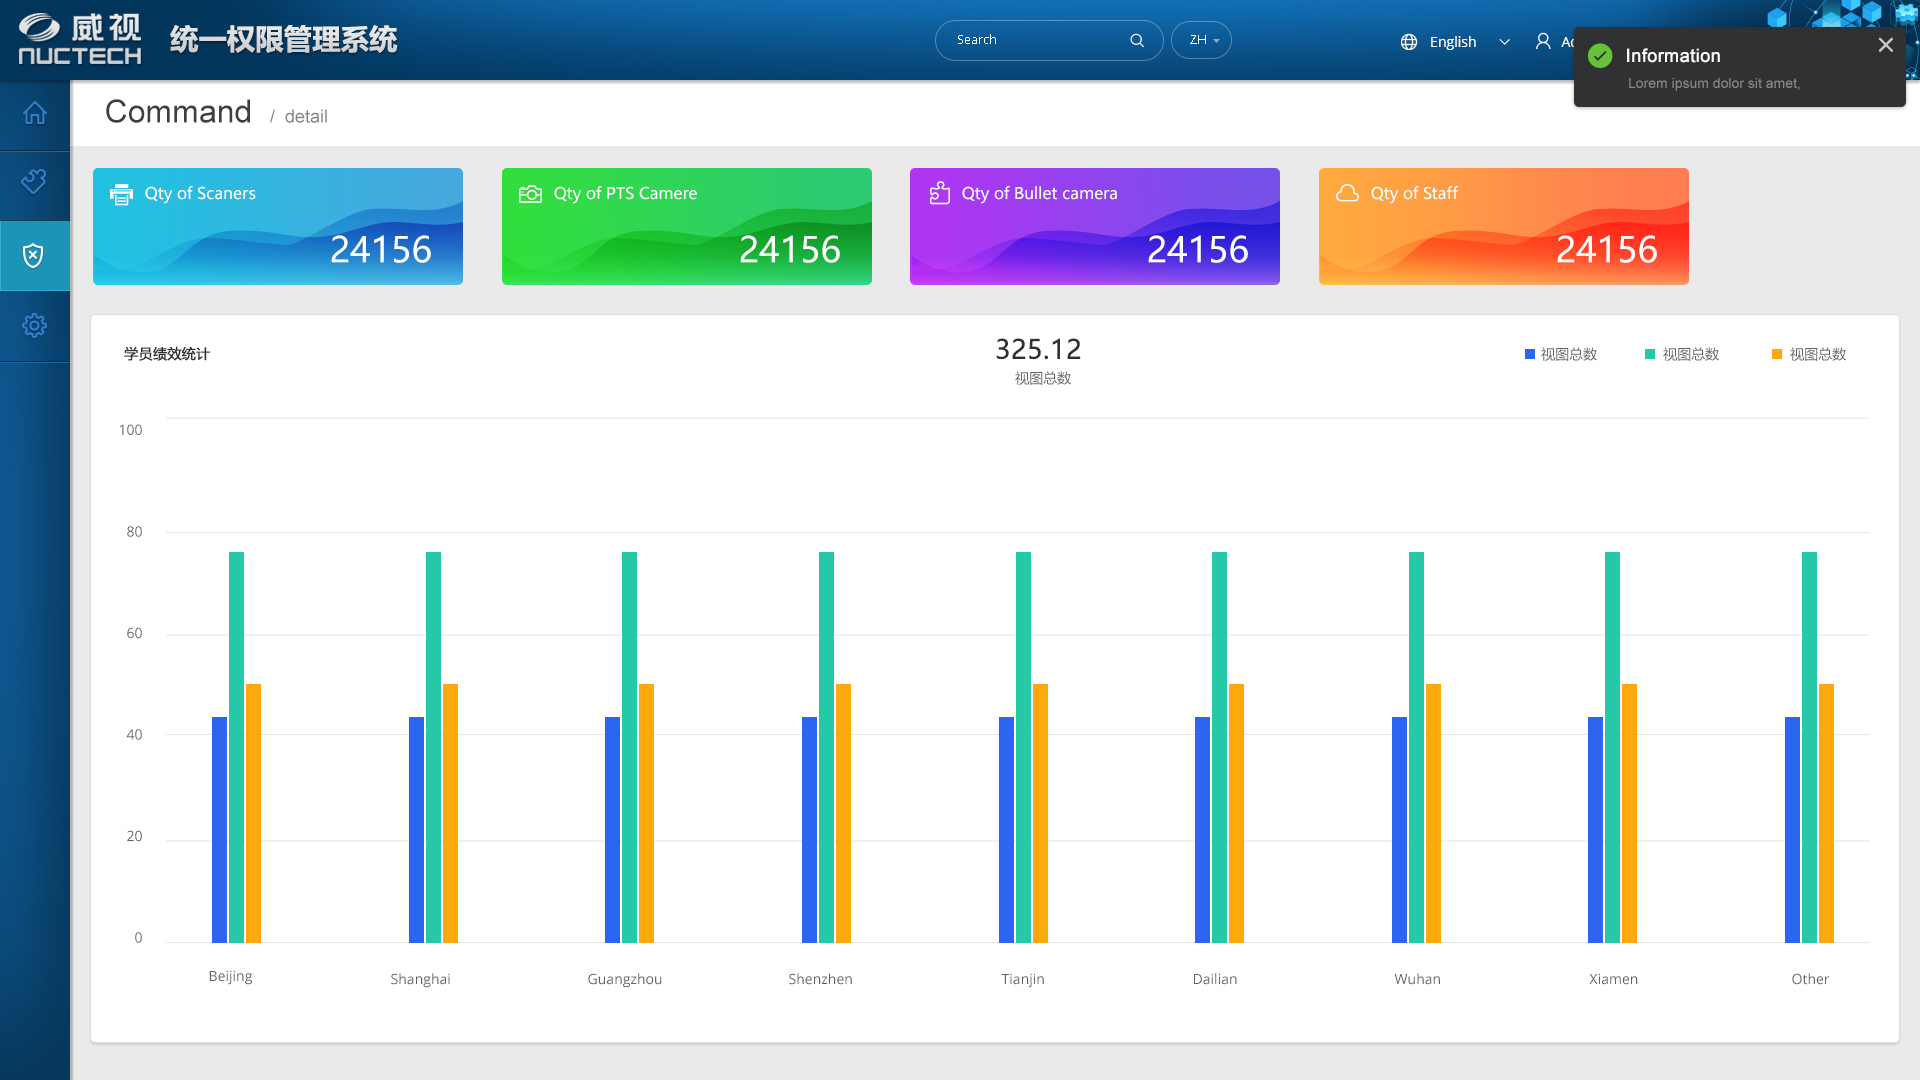 威视
NUCTECH
统一权限管理系统
Search
ZH
English
Information
Lorem ipsum dolor sit amet,
Command / detail
Qty of Scaners
24156
Qty of PTS Camere
24156
Qty of Bullet camera
24156
Qty of Staff
24156
学员绩效统计
325.12
视图总数
视图总数
视图总数
视图总数
100
80
60
40
20
0
Beijing
Shanghai
Guangzhou
Shenzhen
Tianjin
Dailian
Wuhan
Xiamen
Other